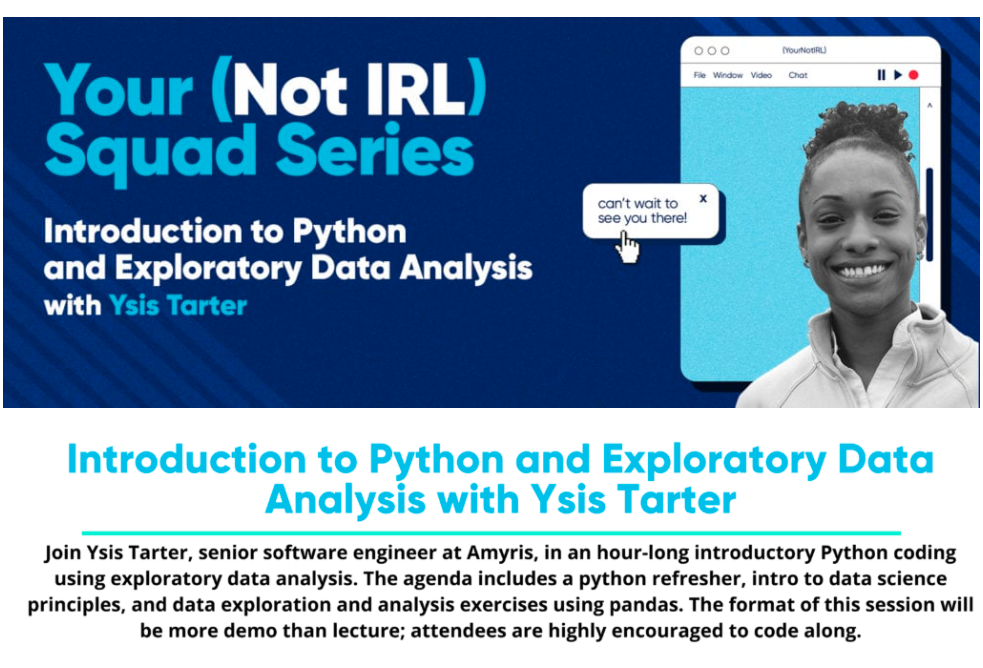 Your (Not IRL)
Squad Series
Introduction to Python
and Exploratory Data Analysis
with Ysis Tarter
(YourNotIRL)
File Window Video Chat
can't wait to
see you there!
x
Introduction to Python and Exploratory Data
Analysis with Ysis Tarter
Join Ysis Tarter, senior software engineer at Amyris, in an hour-long introductory Python coding
using exploratory data analysis. The agenda includes a python refresher, intro to data science
principles, and data exploration and analysis exercises using pandas. The format of this session will
be more demo than lecture; attendees are highly encouraged to code along.